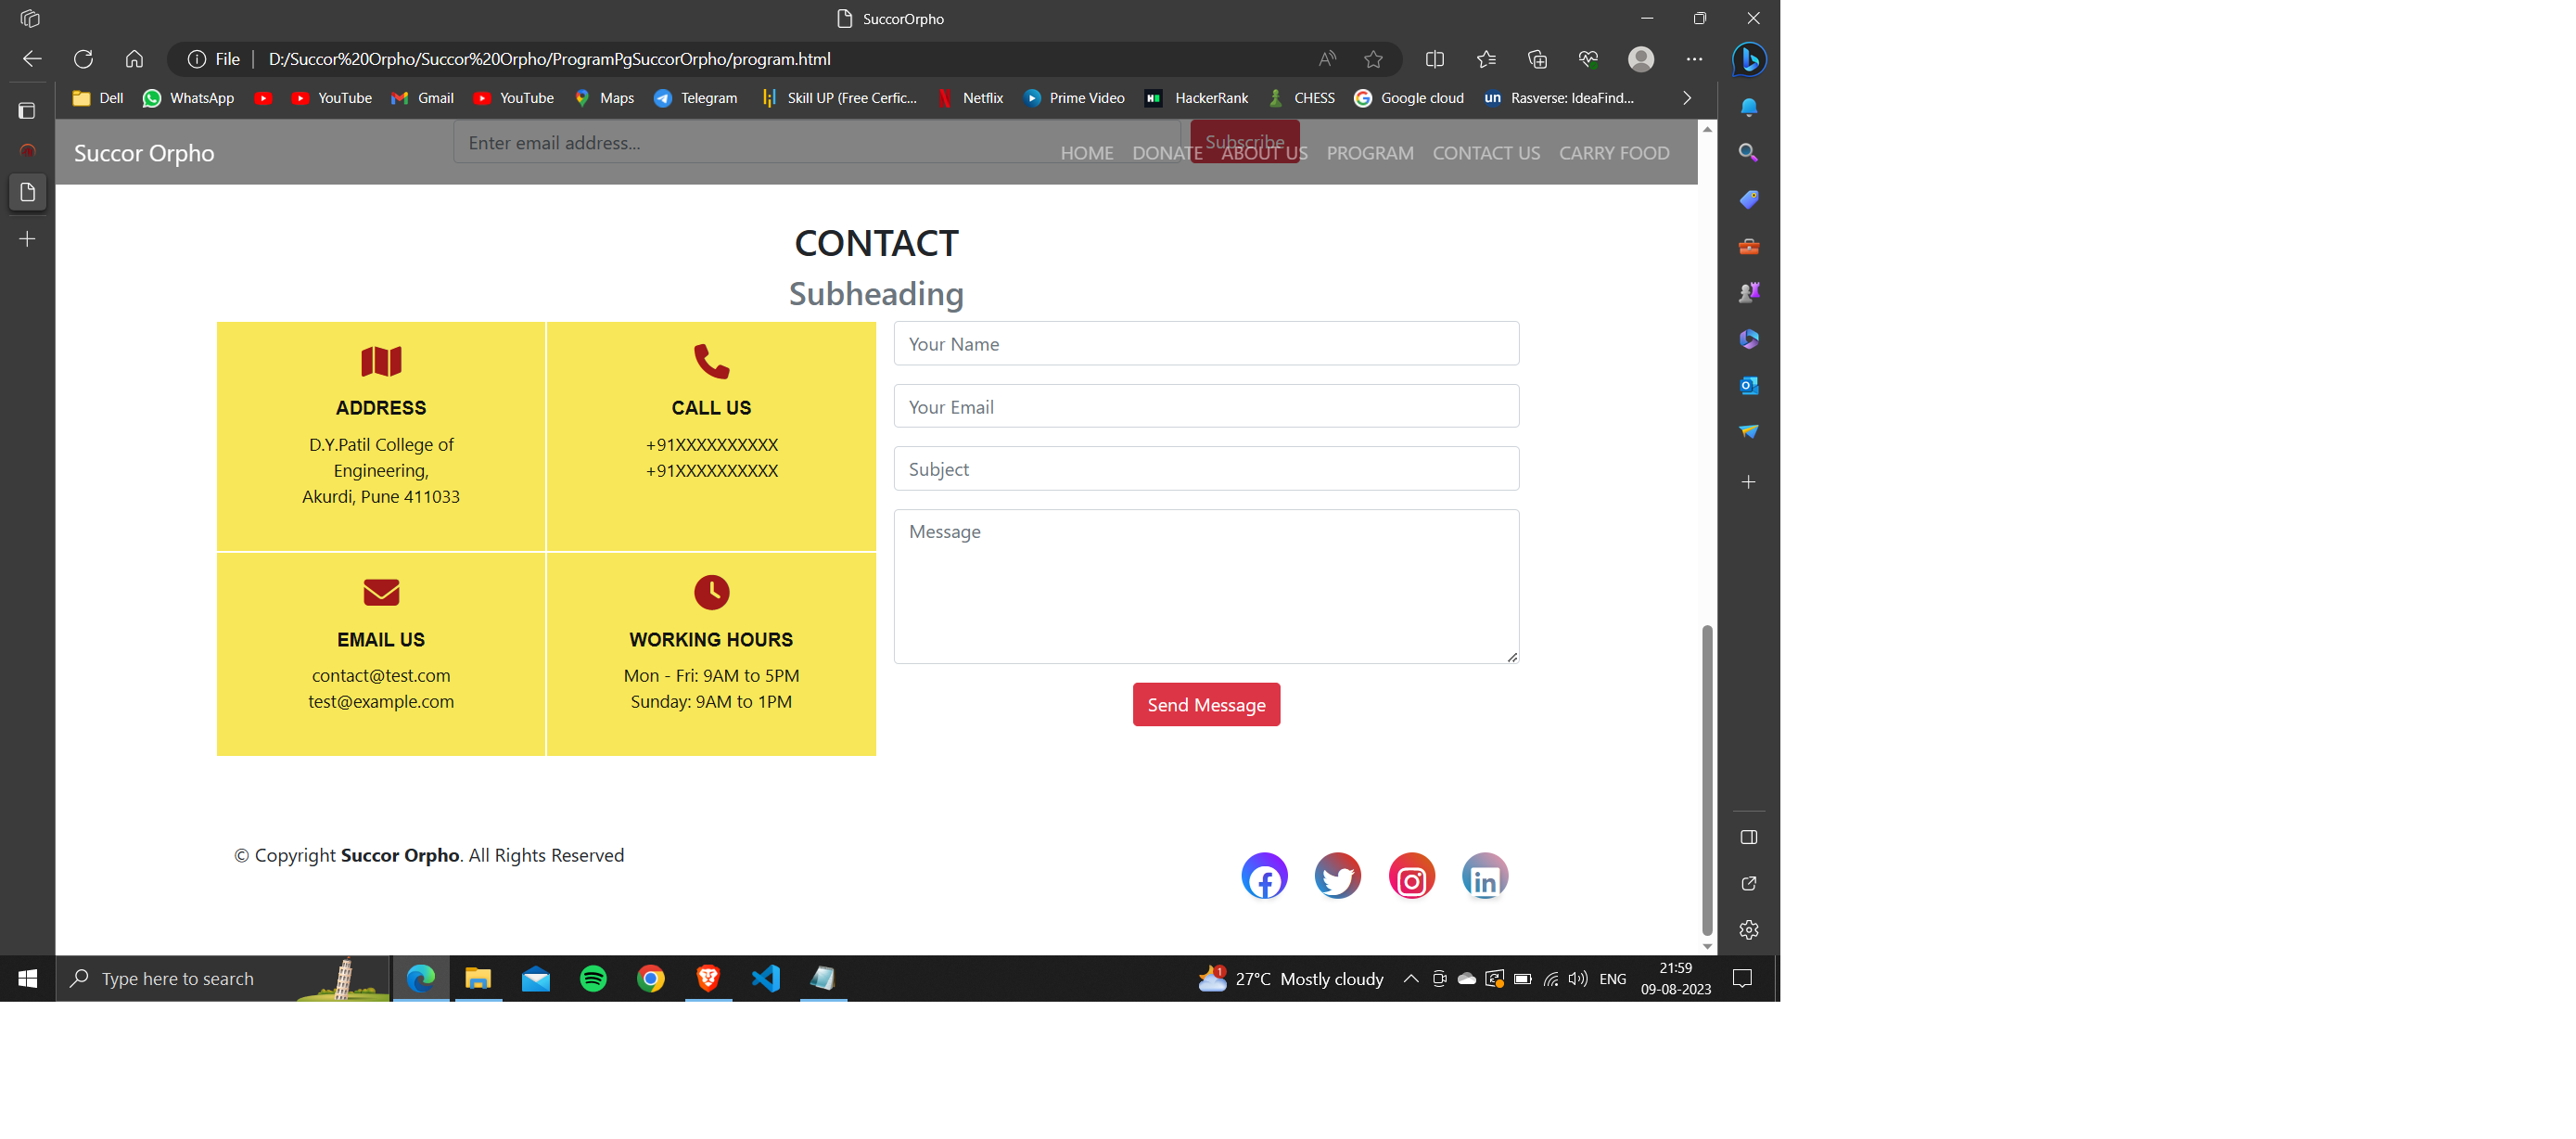 SuccorOrpho
File D:/Succor%20Orpho/Succor%20Orpho/ProgramPgSuccorOrpho/program.html
Dell WhatsApp YouTube Gmail YouTube Maps Telegram Skill UP (Free Cerfic... Netflix Prime Video HackerRank CHESS Google cloud un Rasverse: IdeaFind...
Enter email address... Subscribe
Succor Orpho HOME DONATE ABOUT US PROGRAM CONTACT US CARRY FOOD
CONTACT
Subheading
ADDRESS
D.Y.Patil College of
Engineering,
Akurdi, Pune 411033
CALL US
+91XXXXXXXXXX
+91XXXXXXXXXX
EMAIL US
contact@test.com
test@example.com
WORKING HOURS
Mon - Fri: 9AM to 5PM
Sunday: 9AM to 1PM
Your Name
Your Email
Subject
Message
Send Message
© Copyright Succor Orpho. All Rights Reserved
Type here to search
1
27°C Mostly cloudy
ENG
21:59
09-08-2023